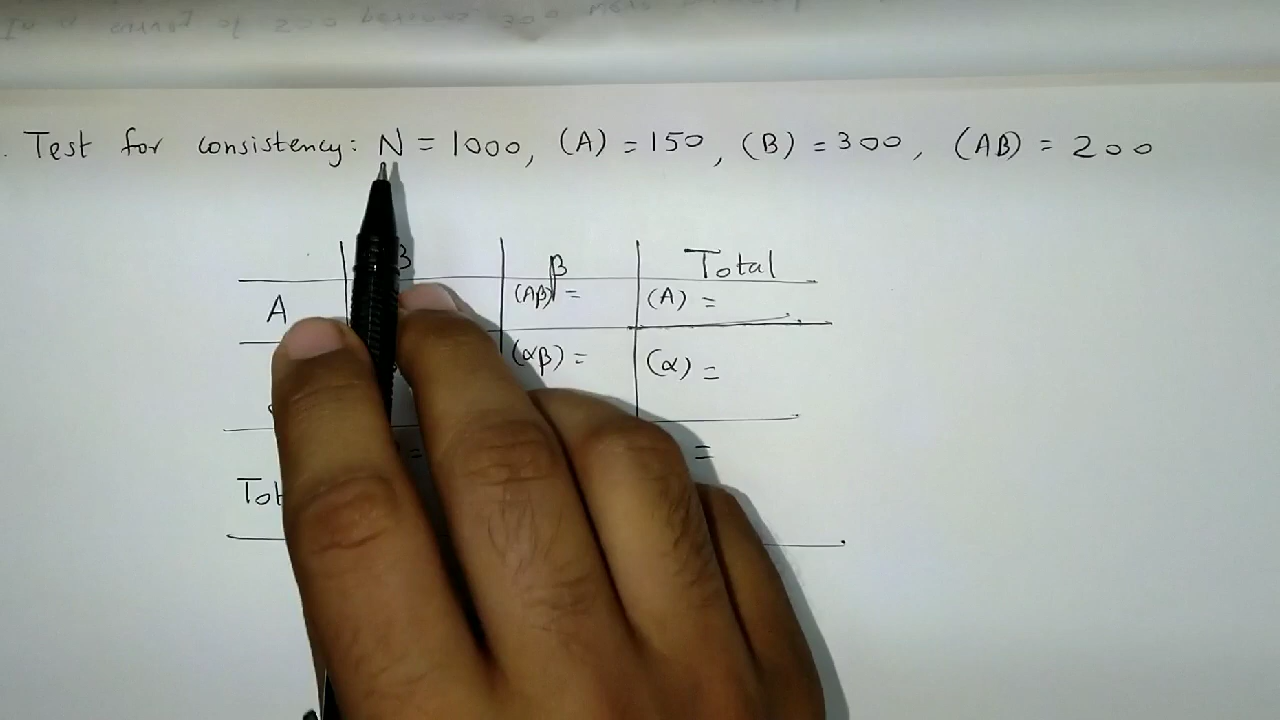 . Test for consistency: N = 1000, (A) = 150, (B) = 300, (AB) = 200
β Total
A (Aβ) = (A) =
(αβ) = (α) =
= =